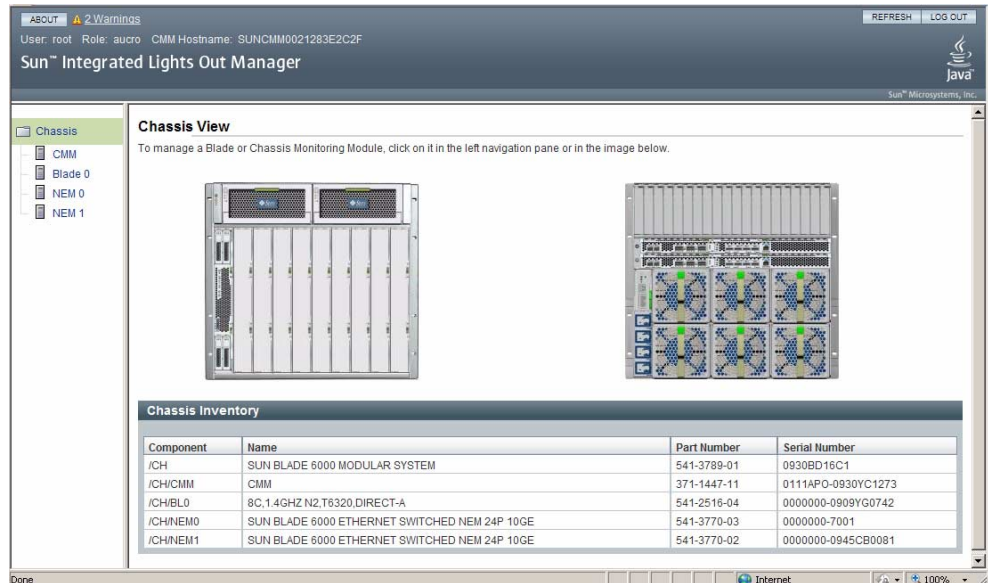 ABOUT 2 Warnings REFRESH LOG OUT
User: root Role: aucro CMM Hostname: SUNCMM0021283E2C2F
Sun™ Integrated Lights Out Manager
Java™
Sun™ Microsystems, Inc.
Chassis
CMM
Blade 0
NEM 0
NEM 1
Chassis View
To manage a Blade or Chassis Monitoring Module, click on it in the left navigation pane or in the image below.
Chassis Inventory
Component Name Part Number Serial Number
/CH SUN BLADE 6000 MODULAR SYSTEM 541-3789-01 0930BD16C1
/CH/CMM CMM 371-1447-11 0111APO-0930YC1273
/CH/BL0 8C,1.4GHZ N2,T6320,DIRECT-A 541-2516-04 0000000-0909YG0742
/CH/NEM0 SUN BLADE 6000 ETHERNET SWITCHED NEM 24P 10GE 541-3770-03 0000000-7001
/CH/NEM1 SUN BLADE 6000 ETHERNET SWITCHED NEM 24P 10GE 541-3770-02 0000000-0945CB0081
Done Internet 100%